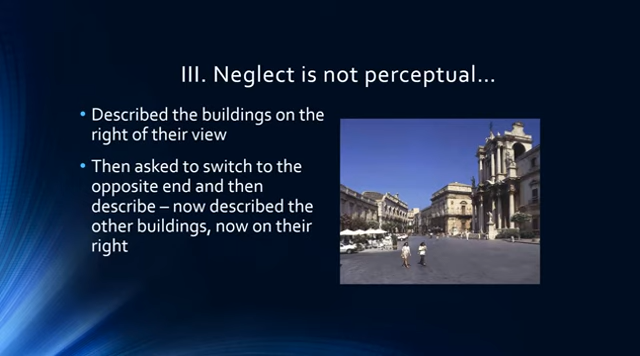 III. Neglect is not perceptual...
• Described the buildings on the
right of their view
• Then asked to switch to the
opposite end and then
describe – now described the
other buildings, now on their
right